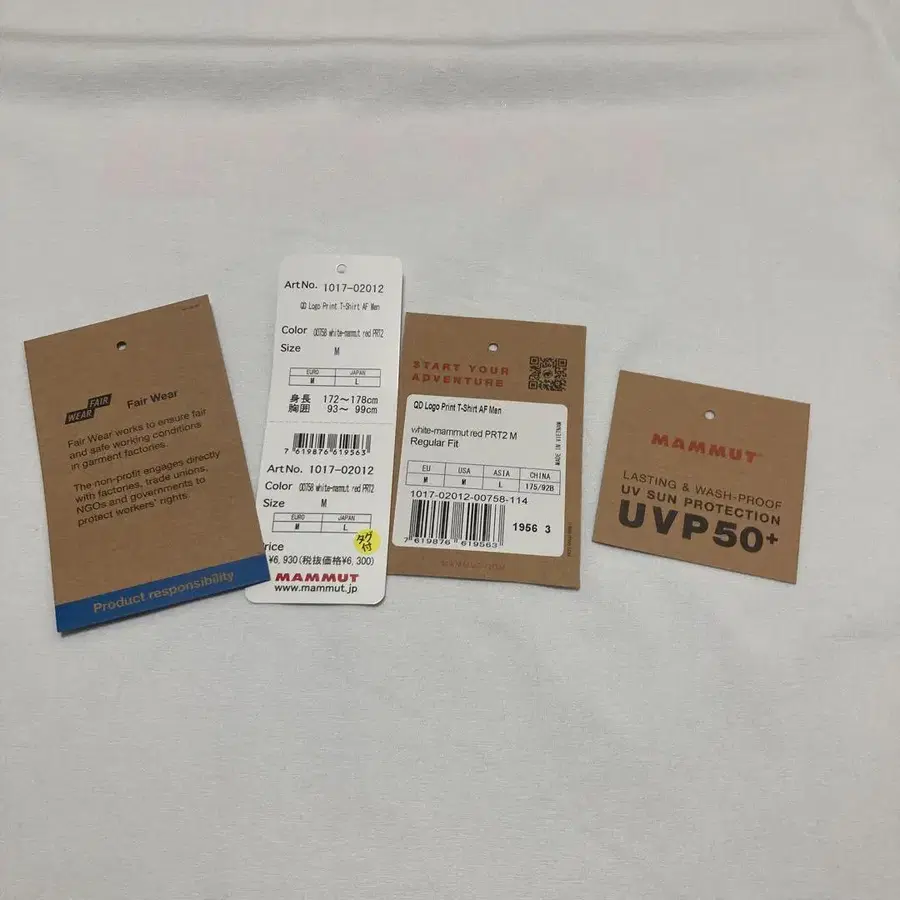 FAIR
WEAR
Fair Wear
Fair Wear works to ensure fair
and safe working conditions
in garment factories.
The non-profit engages directly
with factories, trade unions,
NGOs and governments to
protect workers' rights.
Product responsibility
Art No. 1017-02012
QD Logo Print T-Shirt AF Men
Color 00758 white-mammut red PRT2
Size M
EURO JAPAN
M L
身長 172～178cm
胸囲 93～ 99cm
7 619876 619563
Art No. 1017-02012
Color 00758 white-mammut red PRT2
Size M
EURO JAPAN
M L
タグ
付
rice
¥6,930(税抜価格¥6,300)
MAMMUT
www.mammut.jp
START YOUR
ADVENTURE
QD Logo Print T-Shirt AF Men
white-mammut red PRT2 M
Regular Fit
MADE IN VIETNAM
EU USA ASIA CHINA
M M L 175/92B
1017-02012-00758-114
1956 3
7 619876 619563
MAMMUT
LASTING & WASH-PROOF
UV SUN PROTECTION
UVP50+